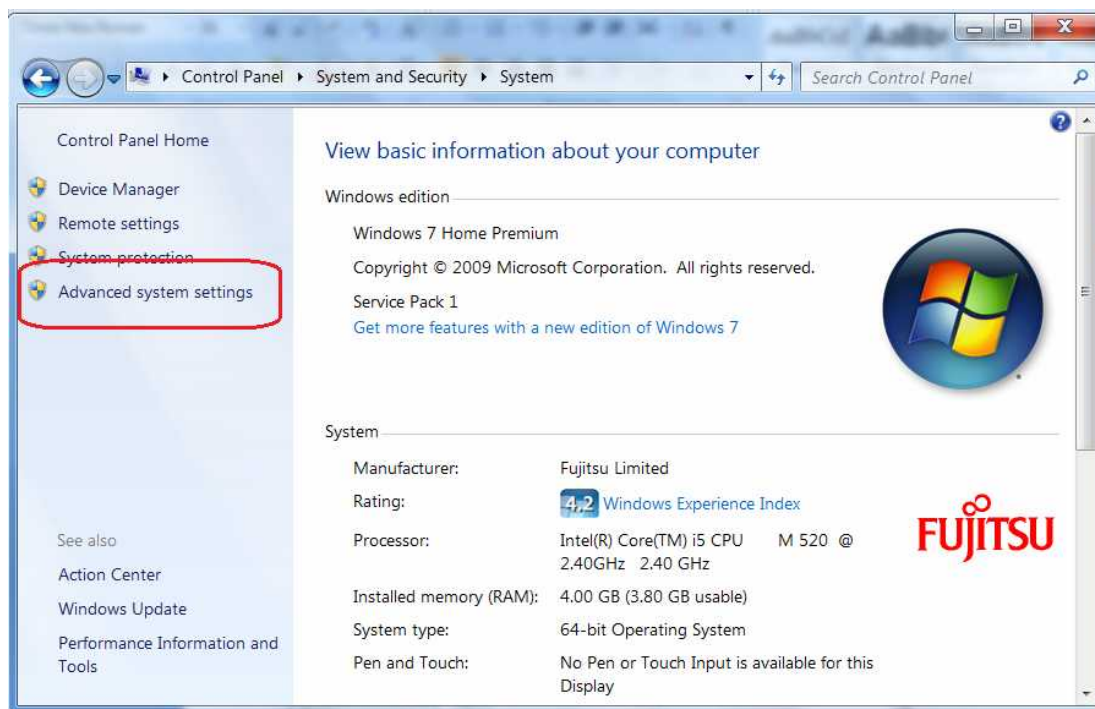 Control Panel ▸ System and Security ▸ System
Search Control Panel
Control Panel Home
Device Manager
Remote settings
System protection
Advanced system settings
See also
Action Center
Windows Update
Performance Information and
Tools
View basic information about your computer
Windows edition
Windows 7 Home Premium
Copyright © 2009 Microsoft Corporation. All rights reserved.
Service Pack 1
Get more features with a new edition of Windows 7
System
Manufacturer: Fujitsu Limited
Rating: 4,2 Windows Experience Index
Processor: Intel(R) Core(TM) i5 CPU M 520 @
2.40GHz 2.40 GHz
Installed memory (RAM): 4.00 GB (3.80 GB usable)
System type: 64-bit Operating System
Pen and Touch: No Pen or Touch Input is available for this
Display
FUJITSU